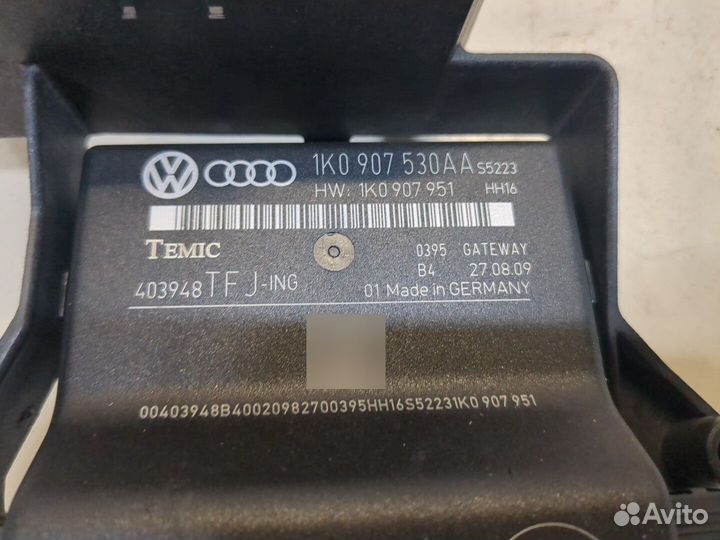 1K0 907 530AA S5223
HW: 1K0 907 951 HH16
TEMIC
0395 GATEWAY
B4 27.08.09
403948 TFJ-ING
01 Made in GERMANY
00403948B40020982700395HH16S52231K0 907 951
Avito